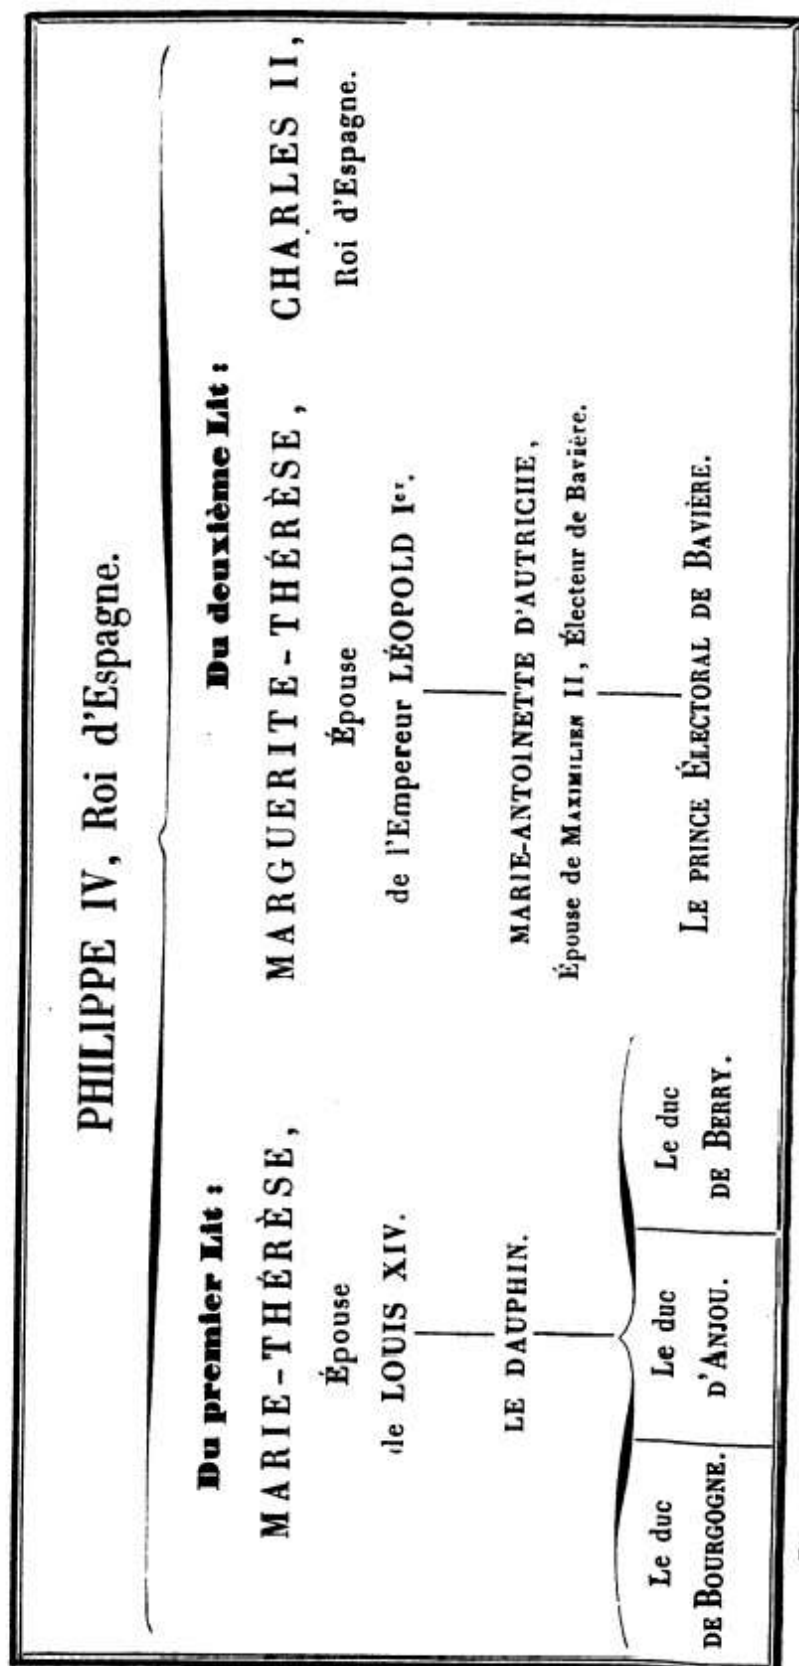 PHILIPPE IV, Roi d'Espagne.
Du premier Lit :
MARIE-THÉRÈSE,
Épouse
de LOUIS XIV.
LE DAUPHIN.
Le duc
DE BOURGOGNE.
Le duc
D'ANJOU.
Le duc
DE BERRY.
Du deuxième Lit :
MARGUERITE-THÉRÈSE,
Épouse
de l'Empereur LÉOPOLD Ier.
MARIE-ANTOINETTE D'AUTRICHE,
Épouse de MAXIMILIEN II, Électeur de Bavière.
LE PRINCE ÉLECTORAL DE BAVIÈRE.
CHARLES II,
Roi d'Espagne.